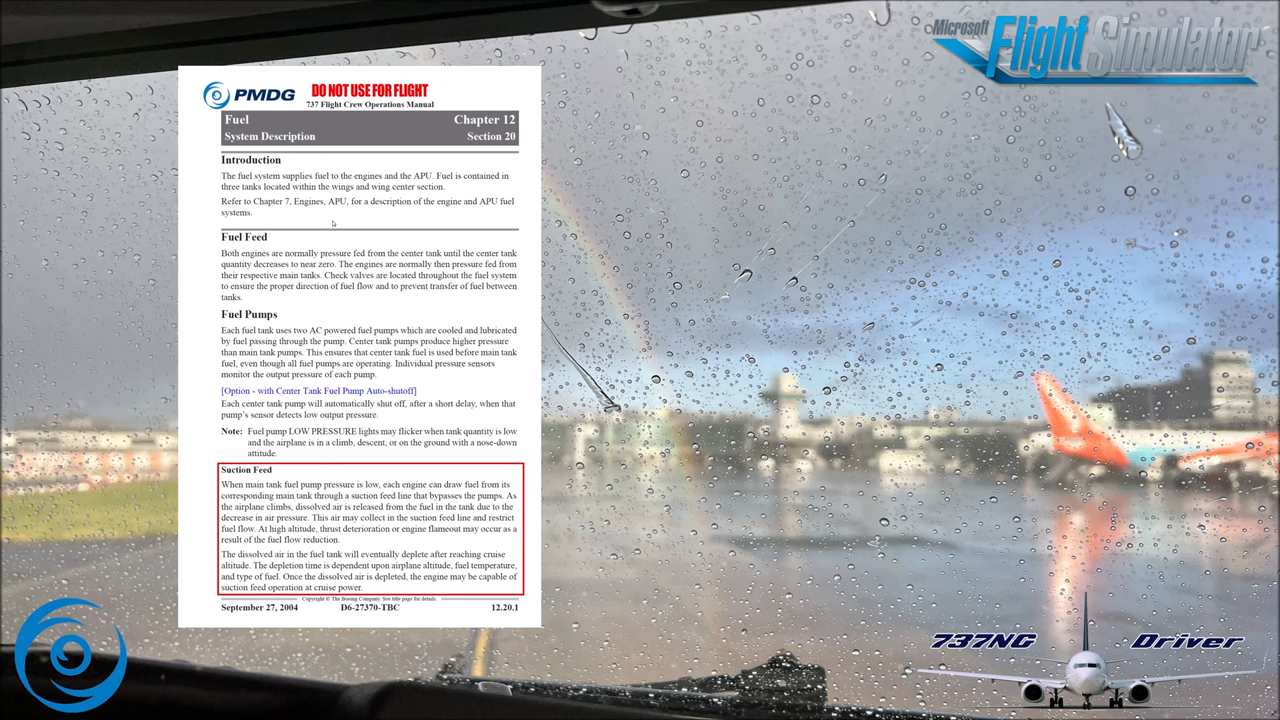 Microsoft
Flight Simulator
PMDG
DO NOT USE FOR FLIGHT
737 Flight Crew Operations Manual
Fuel
Chapter 12
System Description
Section 20
Introduction
The fuel system supplies fuel to the engines and the APU. Fuel is contained in
three tanks located within the wings and wing center section.
Refer to Chapter 7, Engines, APU, for a description of the engine and APU fuel
systems.
Fuel Feed
Both engines are normally pressure fed from the center tank until the center tank
quantity decreases to near zero. The engines are normally then pressure fed from
their respective main tanks. Check valves are located throughout the fuel system
to ensure the proper direction of fuel flow and to prevent transfer of fuel between
tanks.
Fuel Pumps
Each fuel tank uses two AC powered fuel pumps which are cooled and lubricated
by fuel passing through the pump. Center tank pumps produce higher pressure
than main tank pumps. This ensures that center tank fuel is used before main tank
fuel, even though all fuel pumps are operating. Individual pressure sensors
monitor the output pressure of each pump.
[Option - with Center Tank Fuel Pump Auto-shutoff]
Each center tank pump will automatically shut off, after a short delay, when that
pump's sensor detects low output pressure.
Note: Fuel pump LOW PRESSURE lights may flicker when tank quantity is low
and the airplane is in a climb, descent, or on the ground with a nose-down
attitude.
Suction Feed
When main tank fuel pump pressure is low, each engine can draw fuel from its
corresponding main tank through a suction feed line that bypasses the pumps. As
the airplane climbs, dissolved air is released from the fuel in the tank due to the
decrease in air pressure. This air may collect in the suction feed line and restrict
fuel flow. At high altitude, thrust deterioration or engine flameout may occur as a
result of the fuel flow reduction.
The dissolved air in the fuel tank will eventually deplete after reaching cruise
altitude. The depletion time is dependent upon airplane altitude, fuel temperature,
and type of fuel. Once the dissolved air is depleted, the engine may be capable of
suction feed operation at cruise power.
Copyright © The Boeing Company. See title page for details.
September 27, 2004
D6-27370-TBC
12.20.1
737NG Driver